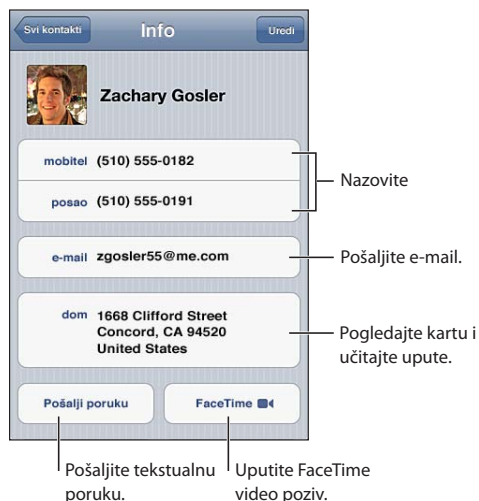 Svi kontakti Info Uredi
Zachary Gosler
mobitel (510) 555-0182
posao (510) 555-0191
Nazovite
e-mail zgosler55@me.com
Pošaljite e-mail.
dom 1668 Clifford Street
Concord, CA 94520
United States
Pogledajte kartu i
učitajte upute.
Pošalji poruku FaceTime
Pošaljite tekstualnu
poruku.
Uputite FaceTime
video poziv.